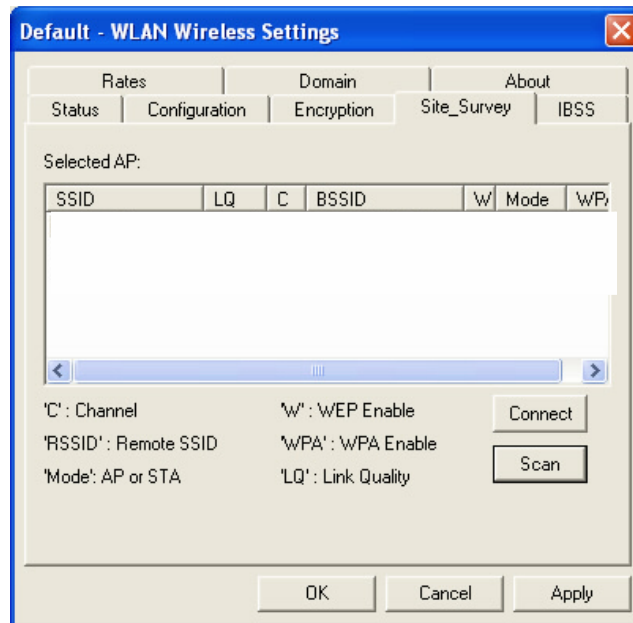 Default - WLAN Wireless Settings
Rates Domain About
Status Configuration Encryption Site_Survey IBSS
Selected AP:
SSID LQ C BSSID W Mode WPA
'C' : Channel 'W' : WEP Enable
'RSSID' : Remote SSID 'WPA' : WPA Enable
'Mode': AP or STA 'LQ' : Link Quality
Connect
Scan
OK Cancel Apply